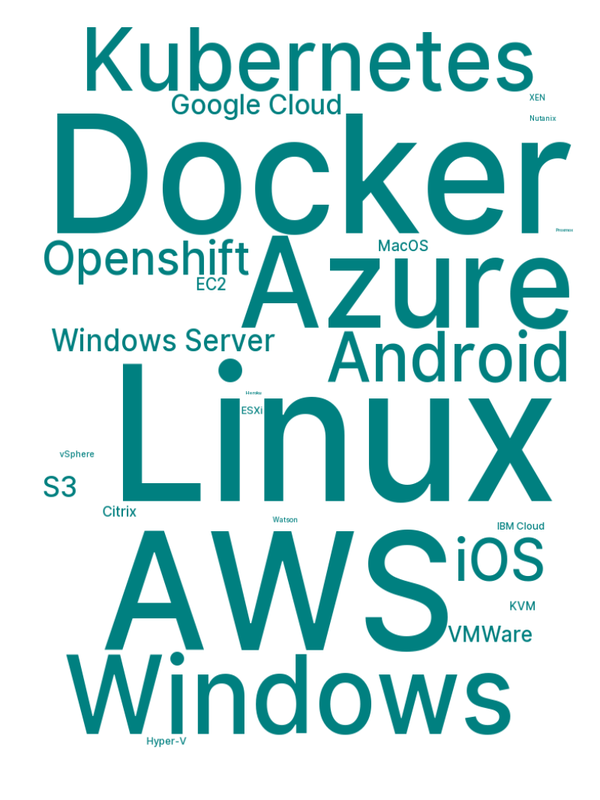 Kubernetes
Google Cloud
XEN
Docker
Nutanix
Openshift
MacOS
Azure
EC2
Windows Server
Android
Linux
ESXi
vSphere
S3
Citrix
Watson
IBM Cloud
AWS
iOS
KVM
VMWare
Windows
Hyper-V